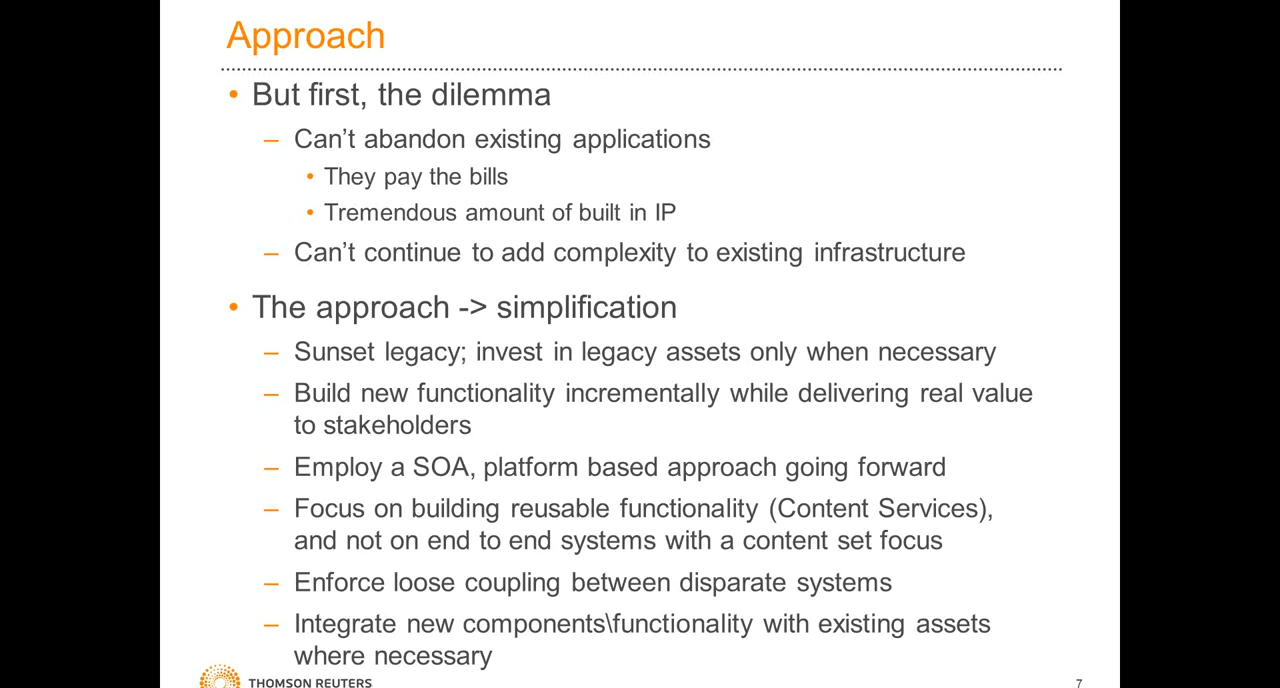 Approach
• But first, the dilemma
– Can’t abandon existing applications
• They pay the bills
• Tremendous amount of built in IP
– Can’t continue to add complexity to existing infrastructure
• The approach -> simplification
– Sunset legacy; invest in legacy assets only when necessary
– Build new functionality incrementally while delivering real value
to stakeholders
– Employ a SOA, platform based approach going forward
– Focus on building reusable functionality (Content Services),
and not on end to end systems with a content set focus
– Enforce loose coupling between disparate systems
– Integrate new components\functionality with existing assets
where necessary
THOMSON REUTERS
7